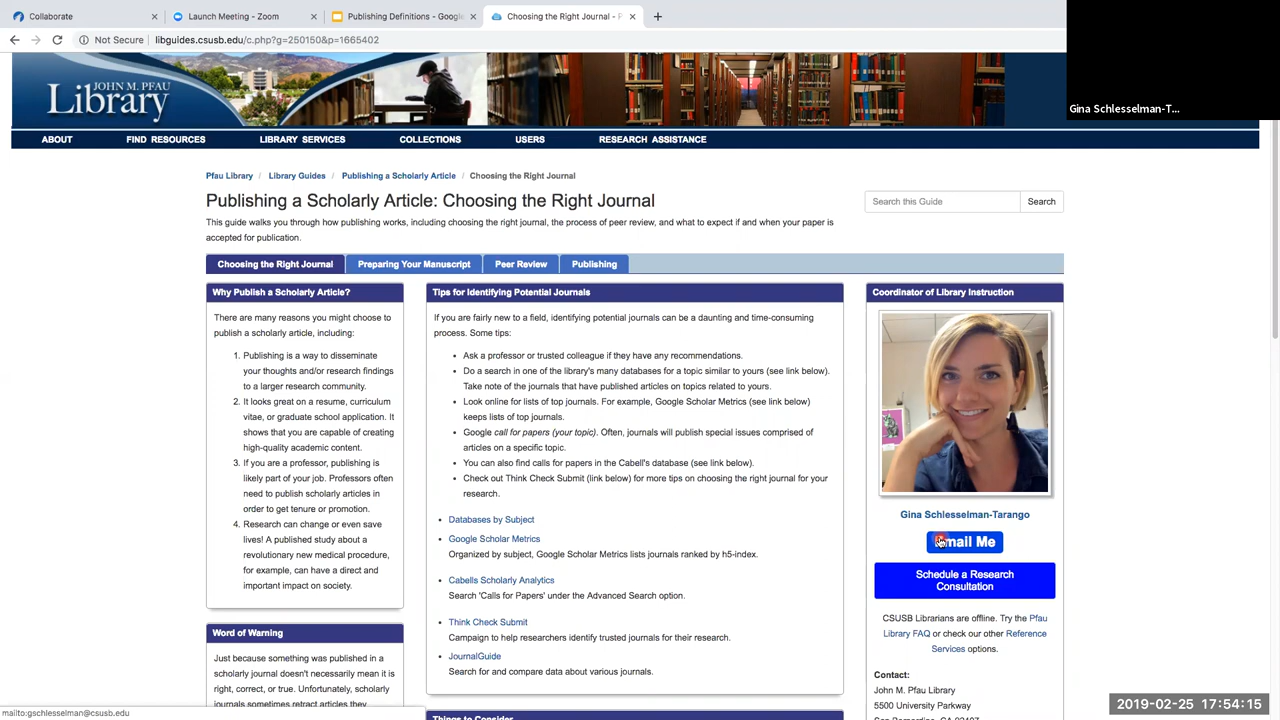 Collaborate
Launch Meeting - Zoom
Publishing Definitions - Google
Choosing the Right Journal - P
Not Secure
libguides.csusb.edu/c.php?g=250150&p=1665402
Gina Schlesselman-T...
JOHN M. PFAU
Library
ABOUT
FIND RESOURCES
LIBRARY SERVICES
COLLECTIONS
USERS
RESEARCH ASSISTANCE
Pfau Library / Library Guides / Publishing a Scholarly Article / Choosing the Right Journal
Publishing a Scholarly Article: Choosing the Right Journal
This guide walks you through how publishing works, including choosing the right journal, the process of peer review, and what to expect if and when your paper is
accepted for publication.
Search this Guide
Search
Choosing the Right Journal
Preparing Your Manuscript
Peer Review
Publishing
Why Publish a Scholarly Article?
There are many reasons you might choose to
publish a scholarly article, including:
1. Publishing is a way to disseminate
your thoughts and/or research findings
to a larger research community.
2. It looks great on a resume, curriculum
vitae, or graduate school application. It
shows that you are capable of creating
high-quality academic content.
3. If you are a professor, publishing is
likely part of your job. Professors often
need to publish scholarly articles in
order to get tenure or promotion.
4. Research can change or even save
lives! A published study about a
revolutionary new medical procedure,
for example, can have a direct and
important impact on society.
Word of Warning
Just because something was published in a
scholarly journal doesn't necessarily mean it is
right, correct, or true. Unfortunately, scholarly
journals sometimes retract articles they
Tips for Identifying Potential Journals
If you are fairly new to a field, identifying potential journals can be a daunting and time-consuming
process. Some tips:
• Ask a professor or trusted colleague if they have any recommendations.
• Do a search in one of the library's many databases for a topic similar to yours (see link below).
Take note of the journals that have published articles on topics related to yours.
• Look online for lists of top journals. For example, Google Scholar Metrics (see link below)
keeps lists of top journals.
• Google call for papers (your topic). Often, journals will publish special issues comprised of
articles on a specific topic.
• You can also find calls for papers in the Cabell's database (see link below).
• Check out Think Check Submit (link below) for more tips on choosing the right journal for your
research.
• Databases by Subject
• Google Scholar Metrics
Organized by subject, Google Scholar Metrics lists journals ranked by h5-index.
• Cabells Scholarly Analytics
Search 'Calls for Papers' under the Advanced Search option.
• Think Check Submit
Campaign to help researchers identify trusted journals for their research.
• JournalGuide
Search for and compare data about various journals.
Things to Consider
Coordinator of Library Instruction
Gina Schlesselman-Tarango
Email Me
Schedule a Research
Consultation
CSUSB Librarians are offline. Try the Pfau
Library FAQ or check our other Reference
Services options.
Contact:
John M. Pfau Library
5500 University Parkway
mailto:gschlesselman@csusb.edu
2019-02-25 17:54:15